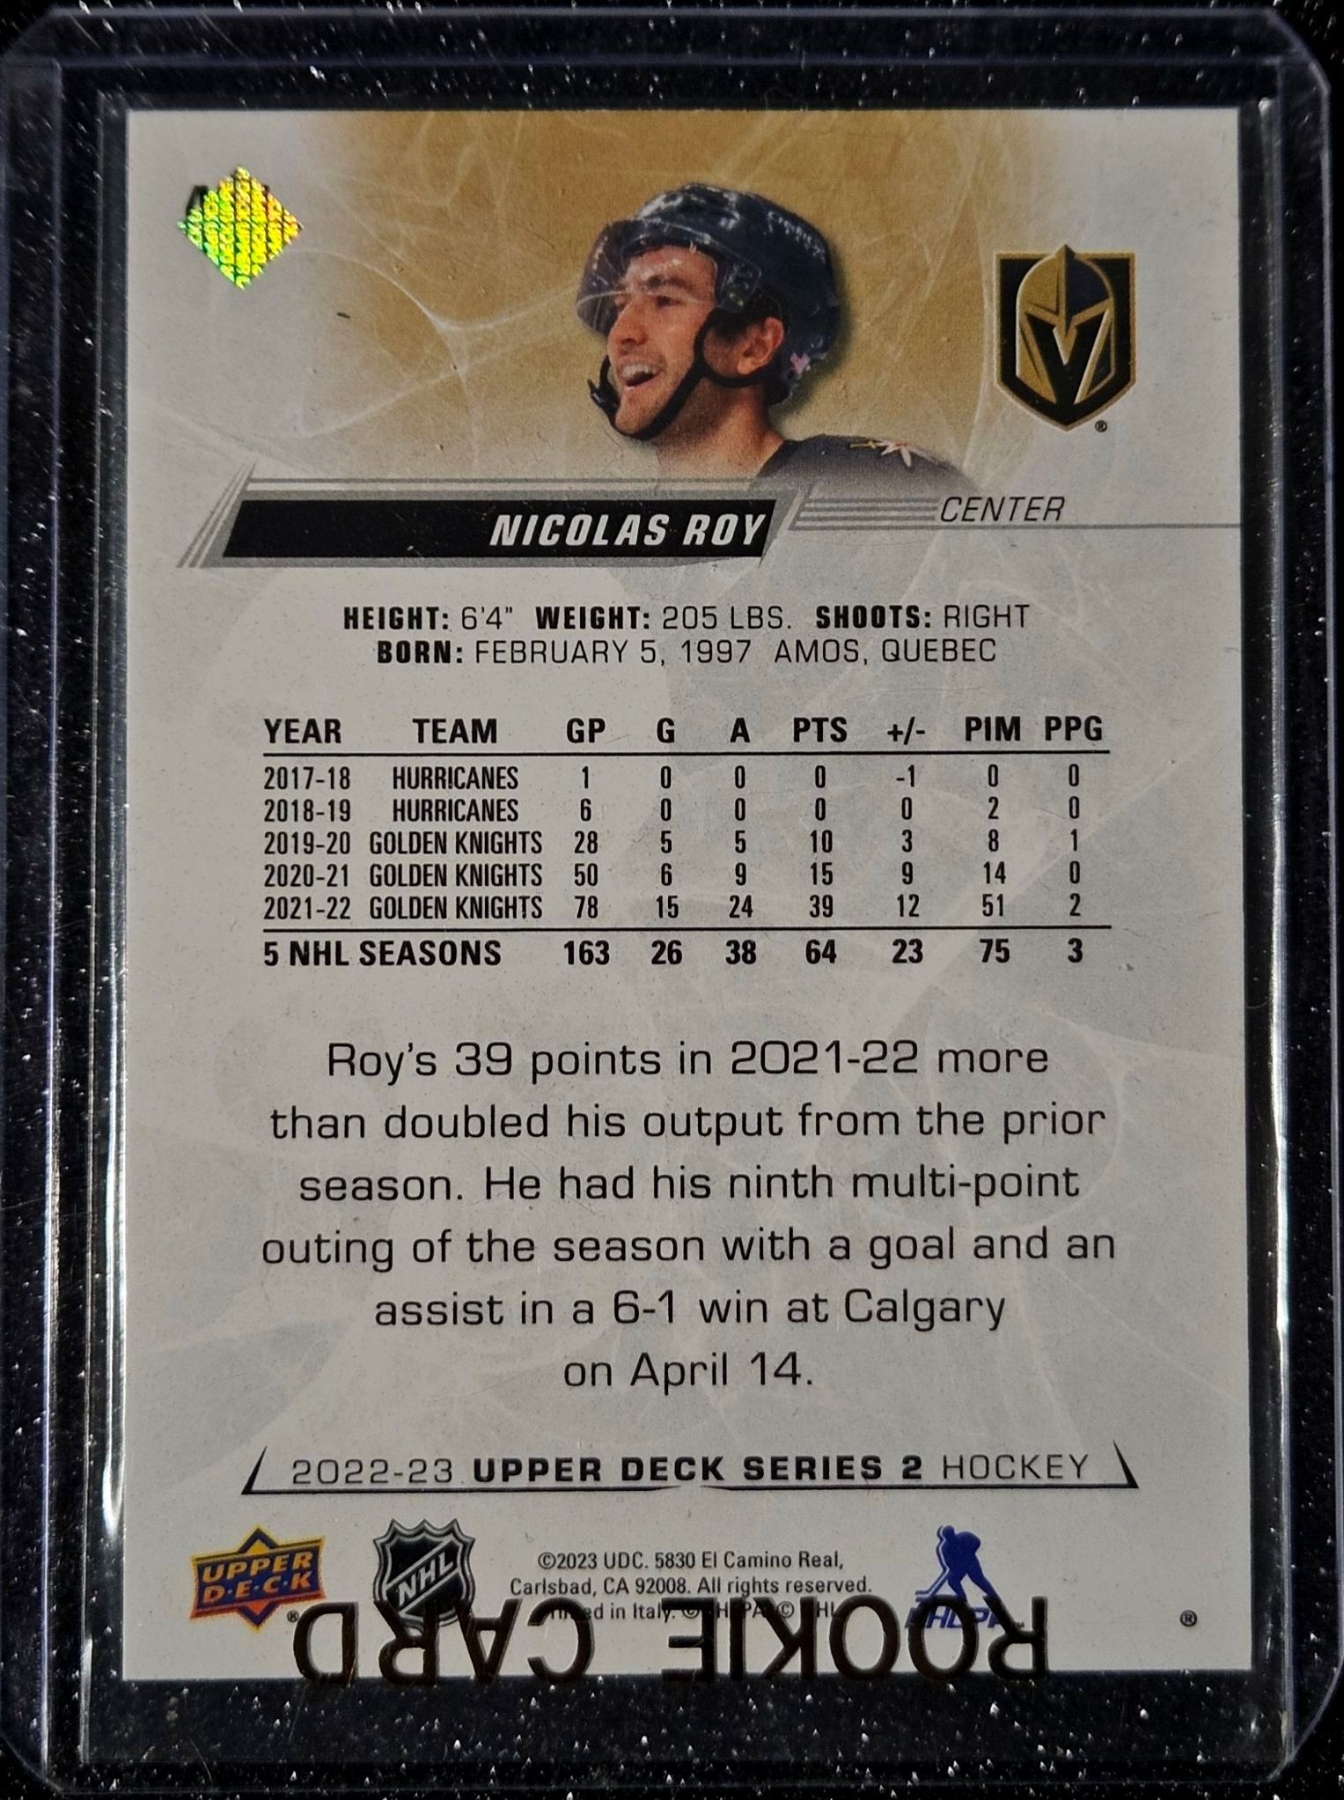 NICOLAS ROY
CENTER
HEIGHT: 6'4" WEIGHT: 205 LBS. SHOOTS: RIGHT
BORN: FEBRUARY 5, 1997 AMOS, QUEBEC
YEAR TEAM GP G A PTS +/- PIM PPG
2017-18 HURRICANES 1 0 0 0 -1 0 0
2018-19 HURRICANES 6 0 0 0 0 2 0
2019-20 GOLDEN KNIGHTS 28 5 5 10 3 8 1
2020-21 GOLDEN KNIGHTS 50 6 9 15 9 14 0
2021-22 GOLDEN KNIGHTS 78 15 24 39 12 51 2
5 NHL SEASONS 163 26 38 64 23 75 3
Roy's 39 points in 2021-22 more
than doubled his output from the prior
season. He had his ninth multi-point
outing of the season with a goal and an
assist in a 6-1 win at Calgary
on April 14.
2022-23 UPPER DECK SERIES 2 HOCKEY
UPPER
D·E·C·K
NHL
©2023 UDC. 5830 El Camino Real,
Carlsbad, CA 92008. All rights reserved.
in Italy.
NHLPA
ROOKIE CARD